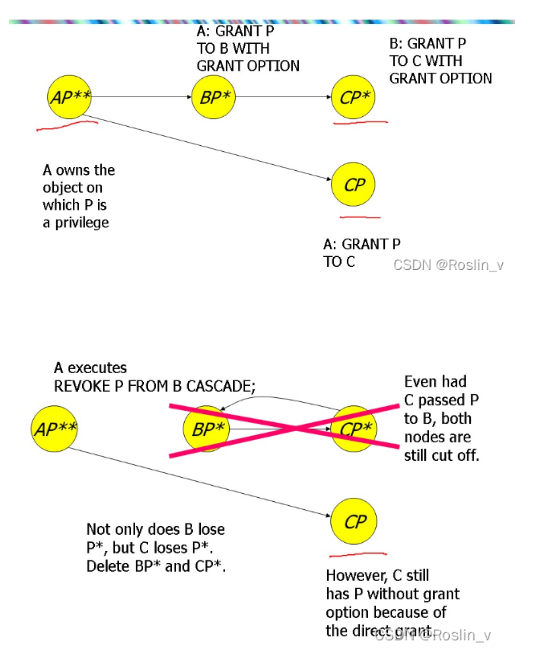 A: GRANT P
TO B WITH
GRANT OPTION
B: GRANT P
TO C WITH
GRANT OPTION
AP**
BP*
CP*
CP
A owns the
object on
which P is
a privilege
A: GRANT P
TO C
CSDN @Roslin_v
A executes
REVOKE P FROM B CASCADE;
Even had
C passed P
to B, both
nodes are
still cut off.
AP**
BP*
CP*
CP
Not only does B lose
P*, but C loses P*.
Delete BP* and CP*.
However, C still
has P without grant
option because of
the direct grant.
CSDN @Roslin_v